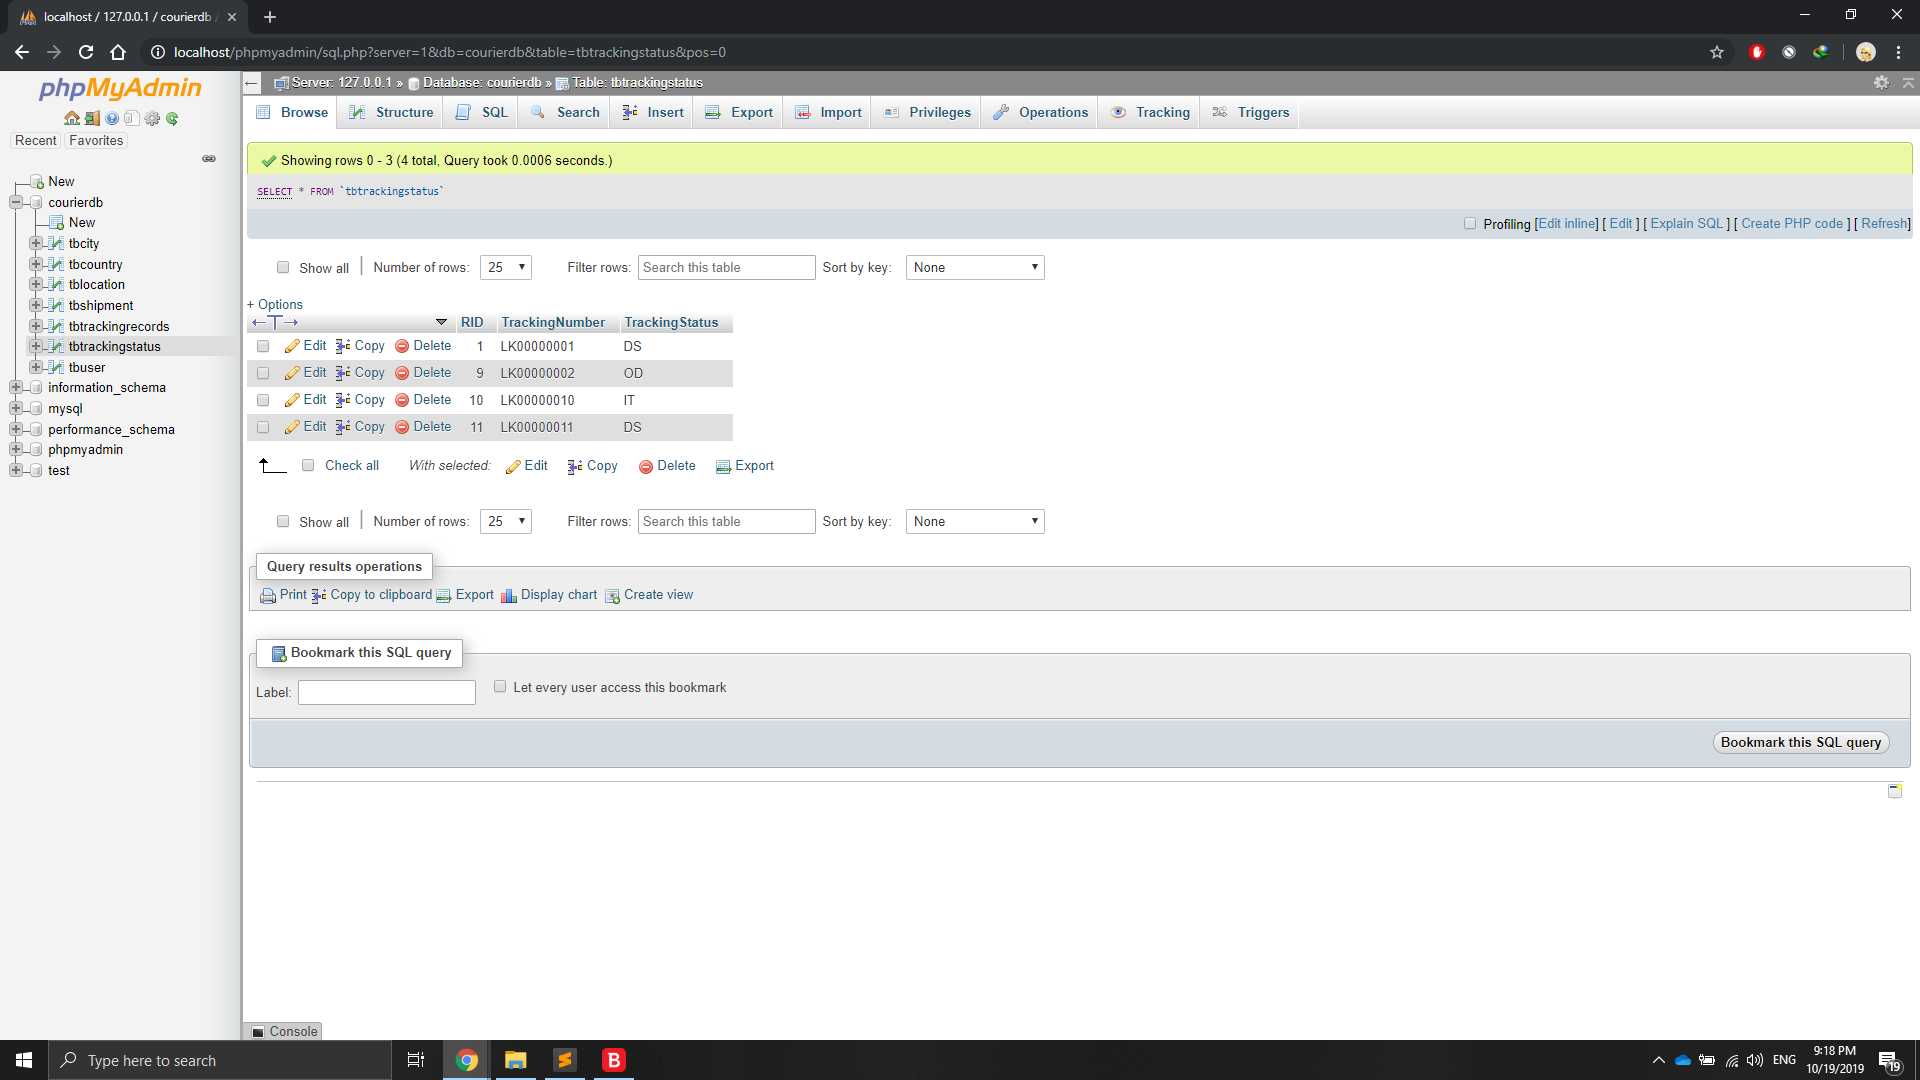 localhost / 127.0.0.1 / courierdb
localhost/phpmyadmin/sql.php?server=1&db=courierdb&table=tbtrackingstatus&pos=0
phpMyAdmin
Recent Favorites
New
courierdb
New
tbcity
tbcountry
tblocation
tbshipment
tbtrackingrecords
tbtrackingstatus
tbuser
information_schema
mysql
performance_schema
phpmyadmin
test
Server: 127.0.0.1 » Database: courierdb » Table: tbtrackingstatus
Browse Structure SQL Search Insert Export Import Privileges Operations Tracking Triggers
Showing rows 0 - 3 (4 total, Query took 0.0006 seconds.)
SELECT * FROM `tbtrackingstatus`
Profiling [Edit inline] [ Edit ] [ Explain SQL ] [ Create PHP code ] [ Refresh]
Show all Number of rows: 25 Filter rows: Search this table Sort by key: None
+ Options
RID TrackingNumber TrackingStatus
Edit Copy Delete 1 LK00000001 DS
Edit Copy Delete 9 LK00000002 OD
Edit Copy Delete 10 LK00000010 IT
Edit Copy Delete 11 LK00000011 DS
Check all With selected: Edit Copy Delete Export
Show all Number of rows: 25 Filter rows: Search this table Sort by key: None
Query results operations
Print Copy to clipboard Export Display chart Create view
Bookmark this SQL query
Label: Let every user access this bookmark
Bookmark this SQL query
Console
Type here to search
B
ENG
9:18 PM
10/19/2019
19